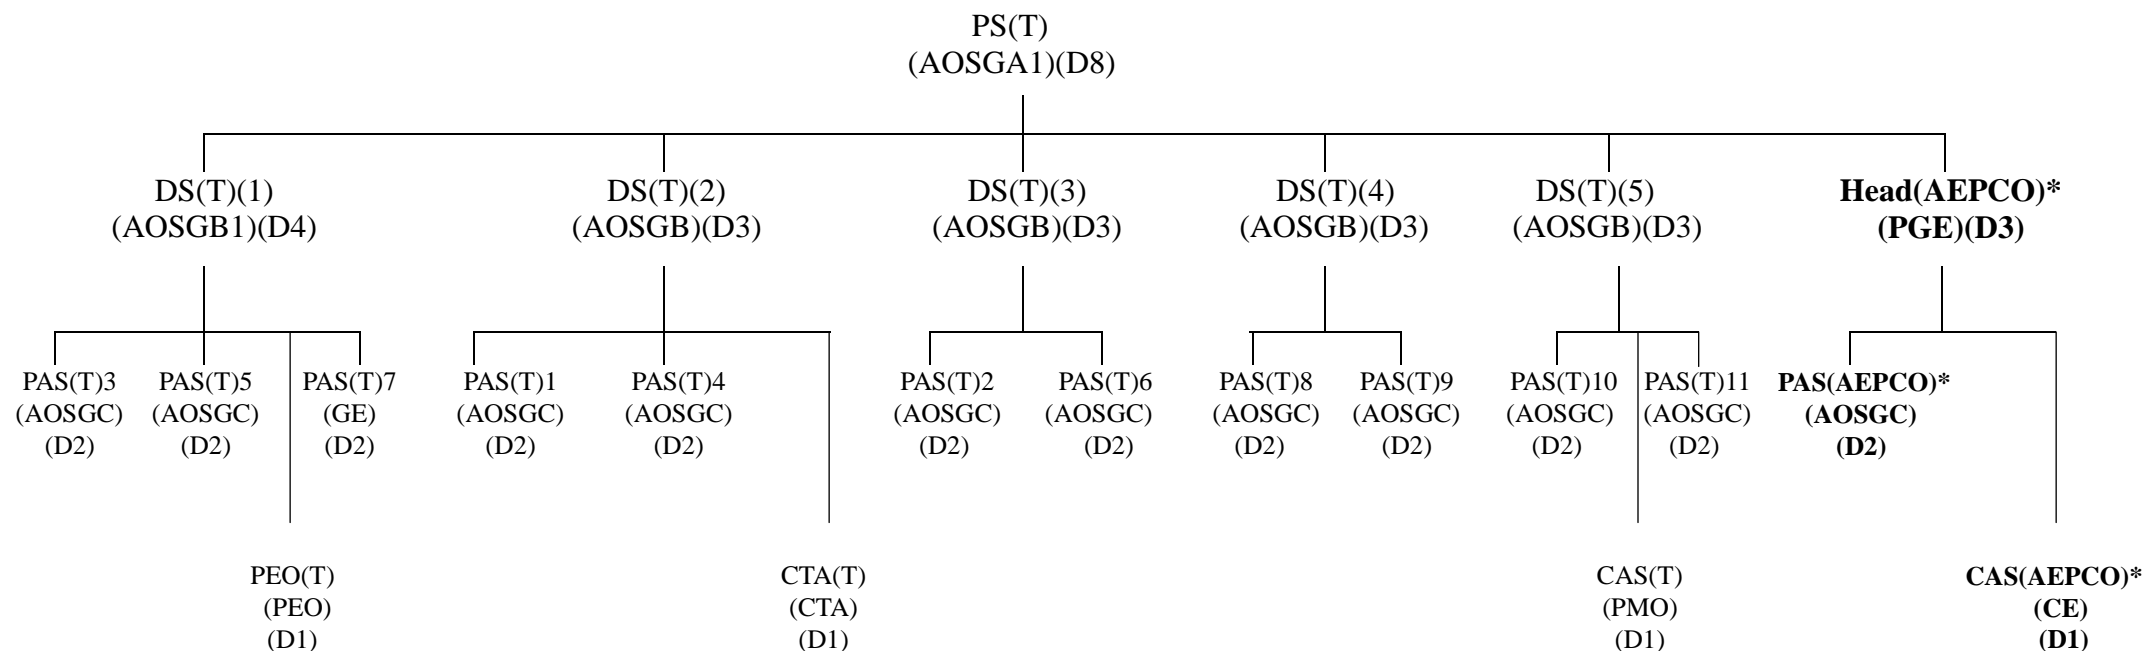 PS(T)
(AOSGA1)(D8)
DS(T)(1)
(AOSGB1)(D4)
DS(T)(2)
(AOSGB)(D3)
DS(T)(3)
(AOSGB)(D3)
DS(T)(4)
(AOSGB)(D3)
DS(T)(5)
(AOSGB)(D3)
Head(AEPCO)*
(PGE)(D3)
PAS(T)3
(AOSGC)
(D2)
PAS(T)5
(AOSGC)
(D2)
PAS(T)7
(GE)
(D2)
PAS(T)1
(AOSGC)
(D2)
PAS(T)4
(AOSGC)
(D2)
PAS(T)2
(AOSGC)
(D2)
PAS(T)6
(AOSGC)
(D2)
PAS(T)8
(AOSGC)
(D2)
PAS(T)9
(AOSGC)
(D2)
PAS(T)10
(AOSGC)
(D2)
PAS(T)11
(AOSGC)
(D2)
PAS(AEPCO)*
(AOSGC)
(D2)
PEO(T)
(PEO)
(D1)
CTA(T)
(CTA)
(D1)
CAS(T)
(PMO)
(D1)
CAS(AEPCO)*
(CE)
(D1)